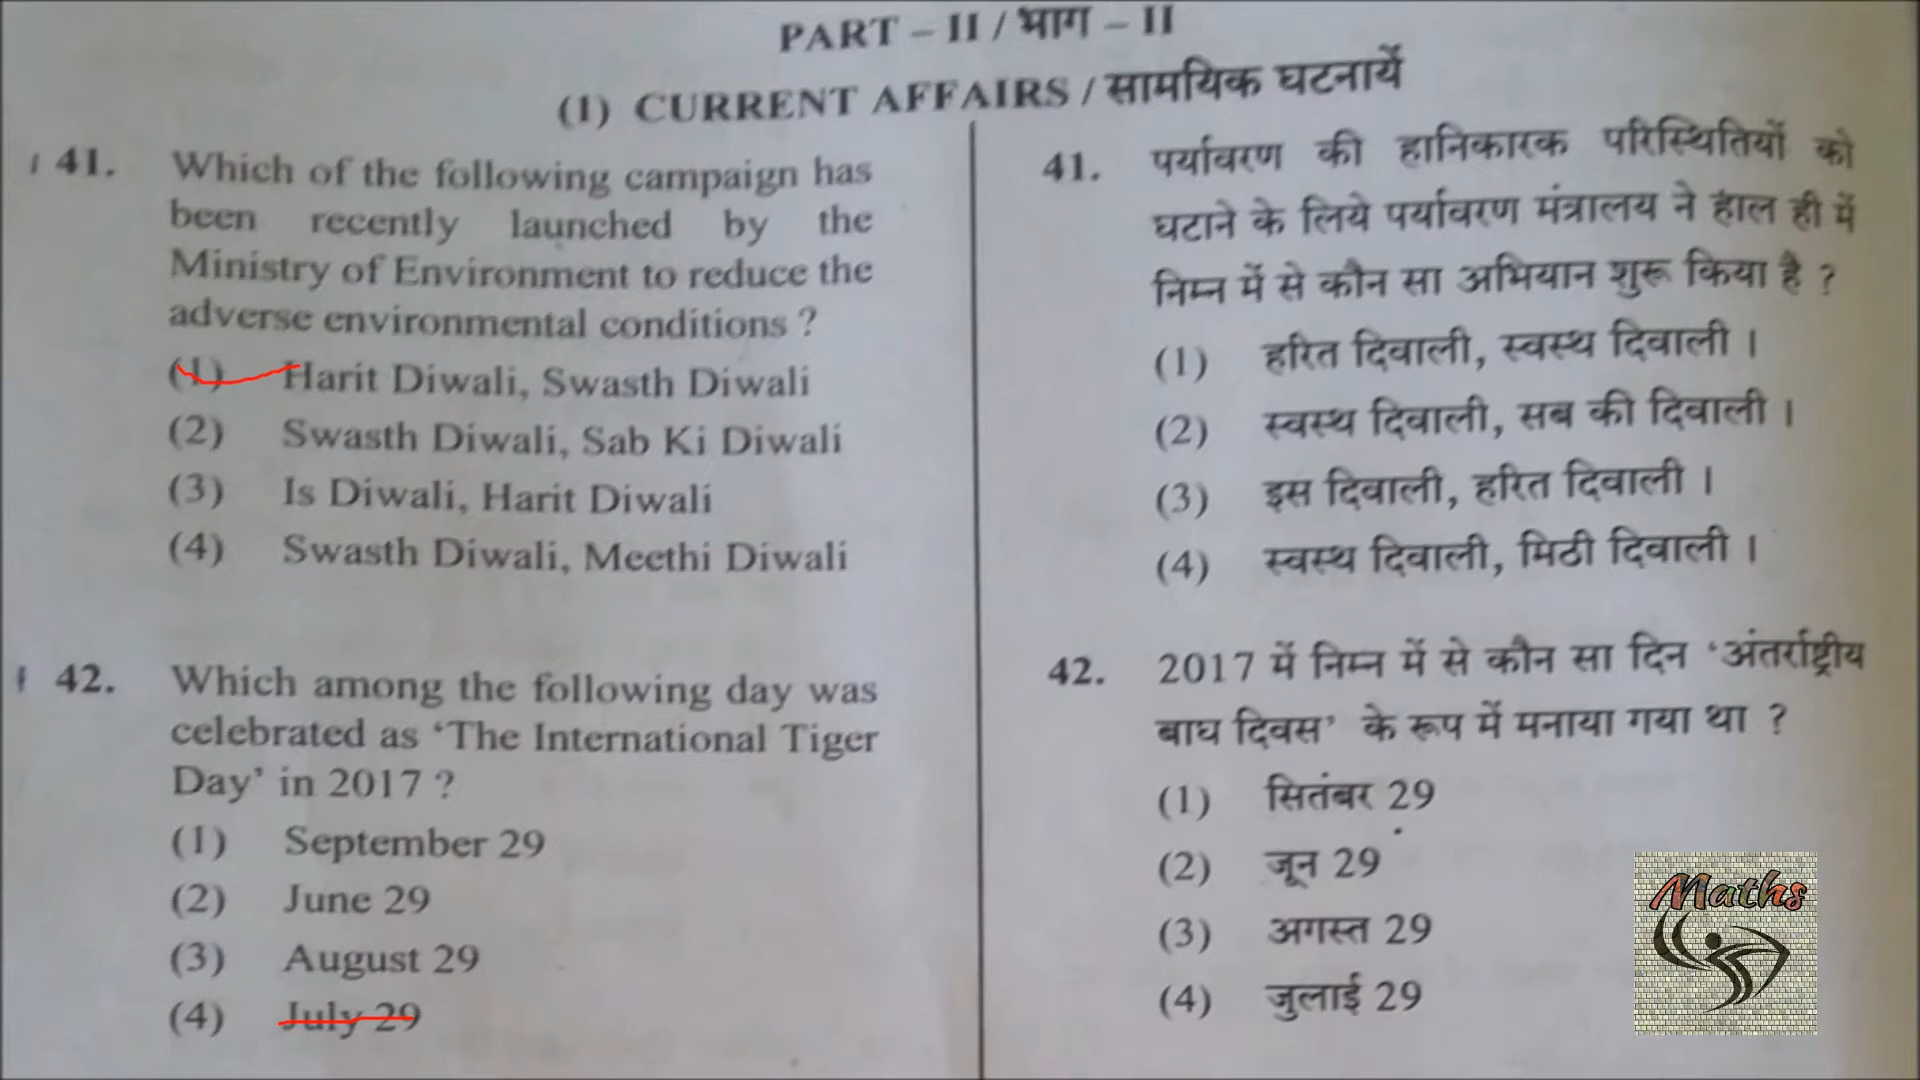 PART – II / भाग – II
(1) CURRENT AFFAIRS / सामयिक घटनायें
41. Which of the following campaign has
been recently launched by the
Ministry of Environment to reduce the
adverse environmental conditions ?
(1) Harit Diwali, Swasth Diwali
(2) Swasth Diwali, Sab Ki Diwali
(3) Is Diwali, Harit Diwali
(4) Swasth Diwali, Meethi Diwali
42. Which among the following day was
celebrated as ‘The International Tiger
Day’ in 2017 ?
(1) September 29
(2) June 29
(3) August 29
(4) July 29
41. पर्यावरण की हानिकारक परिस्थितियों को
घटाने के लिये पर्यावरण मंत्रालय ने हाल ही में
निम्न में से कौन सा अभियान शुरू किया है ?
(1) हरित दिवाली, स्वस्थ दिवाली ।
(2) स्वस्थ दिवाली, सब की दिवाली ।
(3) इस दिवाली, हरित दिवाली ।
(4) स्वस्थ दिवाली, मिठी दिवाली ।
42. 2017 में निम्न में से कौन सा दिन ‘अंतर्राष्ट्रीय
बाघ दिवस’ के रूप में मनाया गया था ?
(1) सितंबर 29
(2) जून 29
(3) अगस्त 29
(4) जुलाई 29
Maths